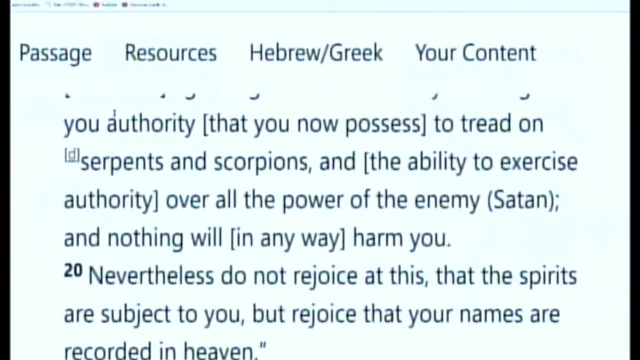 Passage Resources Hebrew/Greek Your Content
you authority [that you now possess] to tread on
[d]serpents and scorpions, and [the ability to exercise
authority] over all the power of the enemy (Satan);
and nothing will [in any way] harm you.
20 Nevertheless do not rejoice at this, that the spirits
are subject to you, but rejoice that your names are
recorded in heaven."